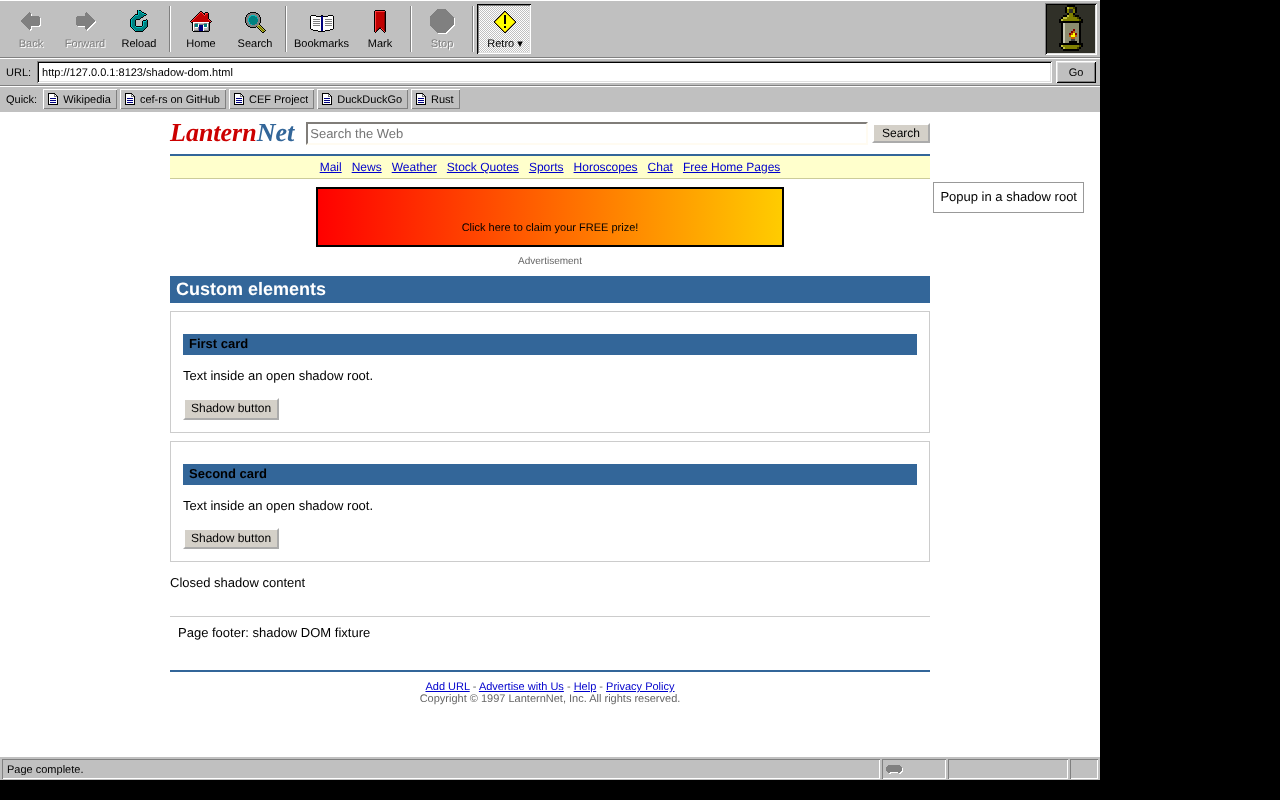 Back Forward Reload Home Search Bookmarks Mark Stop Retro ▾
URL: http://127.0.0.1:8123/shadow-dom.html Go
Quick: Wikipedia cef-rs on GitHub CEF Project DuckDuckGo Rust
LanternNet Search the Web Search
Mail News Weather Stock Quotes Sports Horoscopes Chat Free Home Pages
Popup in a shadow root
Click here to claim your FREE prize!
Advertisement
Custom elements
First card
Text inside an open shadow root.
Shadow button
Second card
Text inside an open shadow root.
Shadow button
Closed shadow content
Page footer: shadow DOM fixture
Add URL - Advertise with Us - Help - Privacy Policy
Copyright © 1997 LanternNet, Inc. All rights reserved.
Page complete.